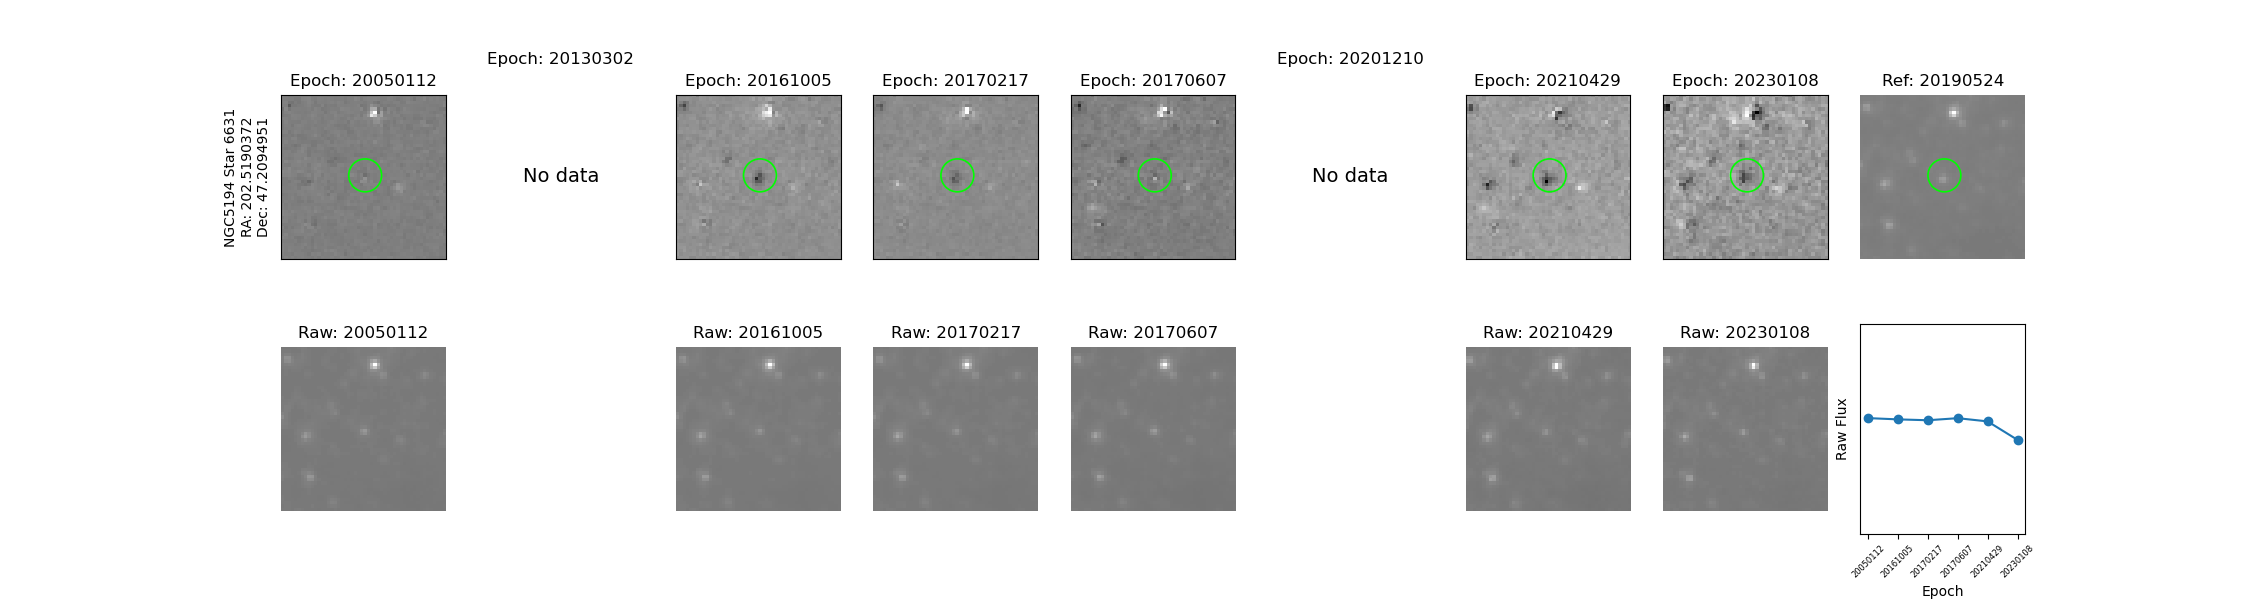 Epoch: 20130302
Epoch: 20201210
Epoch: 20050112
Epoch: 20161005
Epoch: 20170217
Epoch: 20170607
Epoch: 20210429
Epoch: 20230108
Ref: 20190524
NGC5194 Star 6631
RA: 202.5190372
Dec: 47.2094951
No data
No data
Raw: 20050112
Raw: 20161005
Raw: 20170217
Raw: 20170607
Raw: 20210429
Raw: 20230108
Raw Flux
20050112
20161005
20170217
20170607
20210429
20230108
Epoch